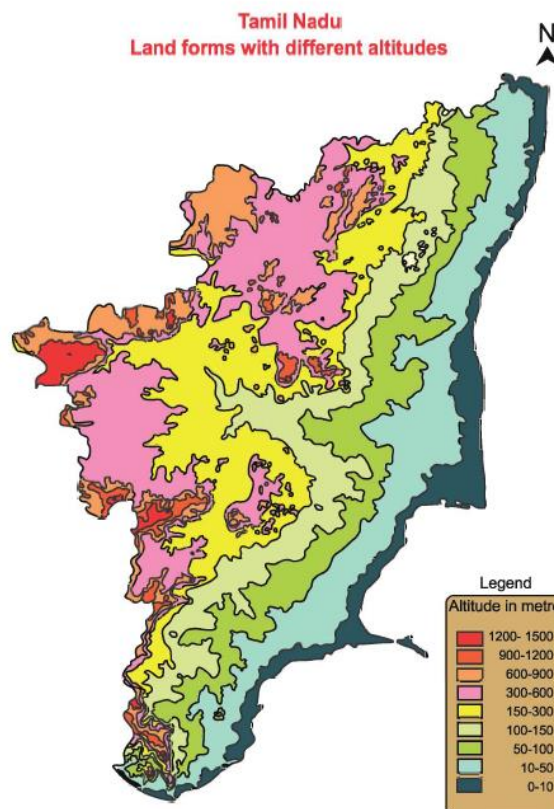 Tamil Nadu
Land forms with different altitudes
N
Legend
Altitude in metre
1200- 1500
900-1200
600-900
300-600
150-300
100-150
50-100
10-50
0-10